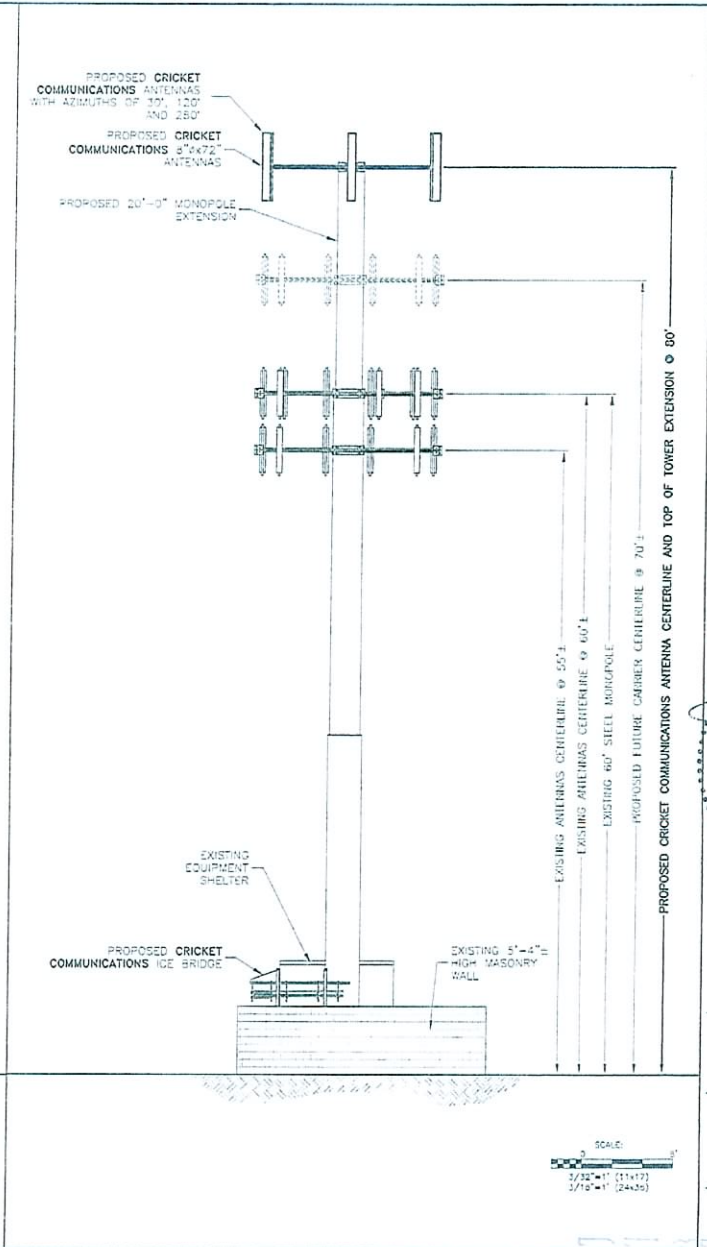 PROPOSED CRICKET
COMMUNICATIONS ANTENNAS
WITH AZIMUTHS OF 30°, 120°
AND 250°
PROPOSED CRICKET
COMMUNICATIONS
ANTENNAS
PROPOSED 20'-0" MONOPOLE
EXTENSION
EXISTING ANTENNAS CENTERLINE @ 55'±
EXISTING ANTENNAS CENTERLINE @ 60'±
EXISTING 60' STEEL MONOPOLE
PROPOSED FUTURE CARRIER CENTERLINE @ 70'±
PROPOSED CRICKET COMMUNICATIONS ANTENNA CENTERLINE AND TOP OF TOWER EXTENSION @ 80'
EXISTING
EQUIPMENT
SHELTER
PROPOSED CRICKET
COMMUNICATIONS ICE BRIDGE
EXISTING 5'-4"±
HIGH MASONRY
WALL
SCALE:
0 8'
3/32"=1' (11x17)
3/16"=1' (24x36)